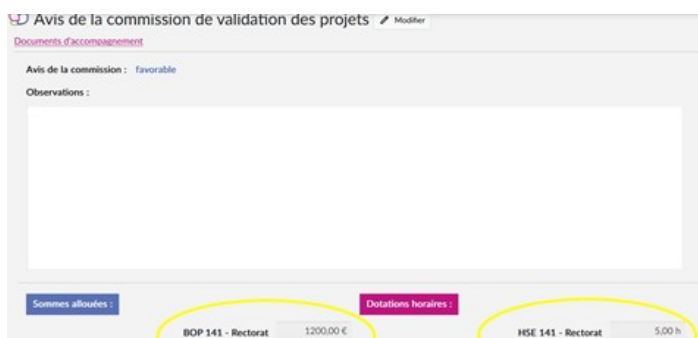 Avis de la commission de validation des projets Modifier
Documents d'accompagnement
Avis de la commission : favorable
Observations :
Sommes allouées : Dotations horaires :
BOP 141 - Rectorat 1200,00 € HSE 141 - Rectorat 5,00 h